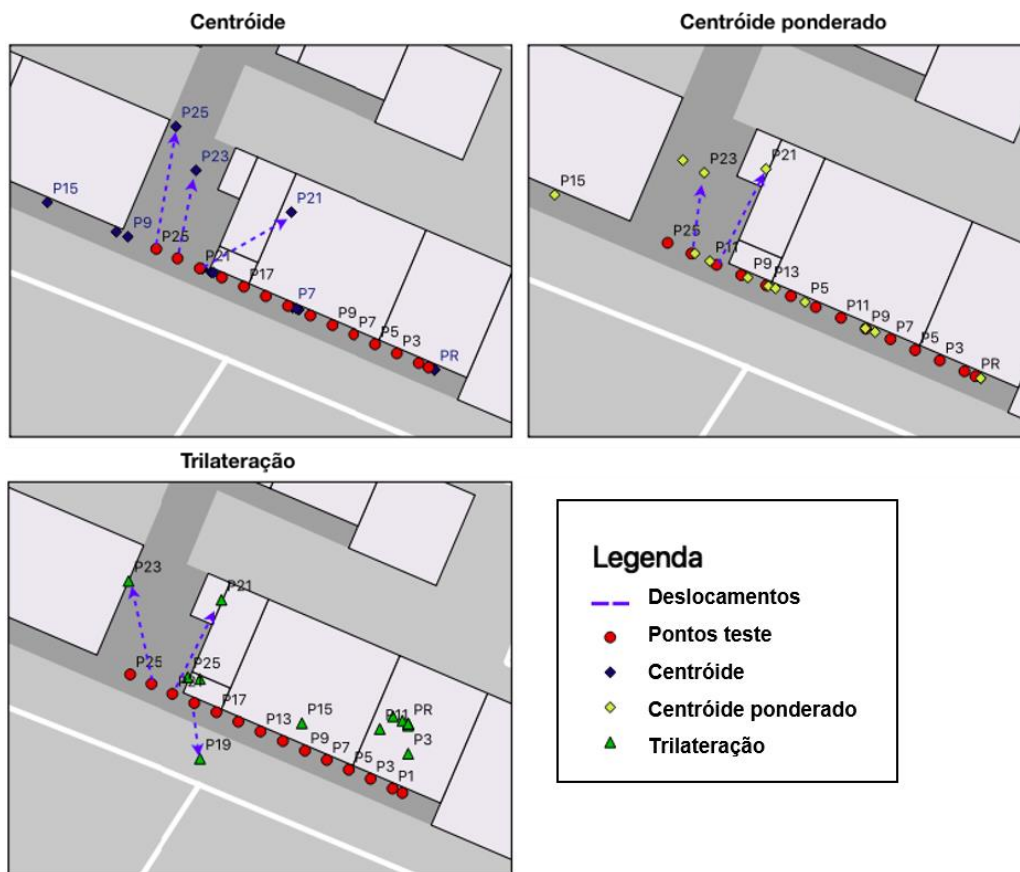 Centróide
P25
P23
P15
P21
P9
P25
P21
P17
P7
P9
P7
P5
P3
PR
Centróide ponderado
P21
P23
P15
P25
P11
P9
P13
P5
P11
P9
P7
P5
P3
PR
Trilateração
P23
P21
P25
P25
P17
P15
P11
PR
P13
P3
P19
P9
P7
P5
P3
P1
Legenda
Deslocamentos
Pontos teste
Centróide
Centróide ponderado
Trilateração